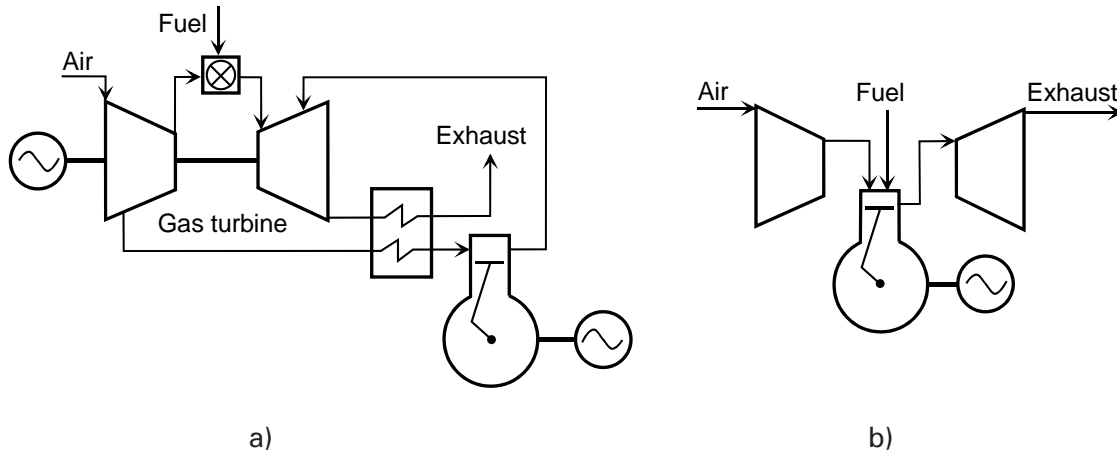 Fuel
Air
Exhaust
Gas turbine
Air
Fuel
Exhaust
a)
b)